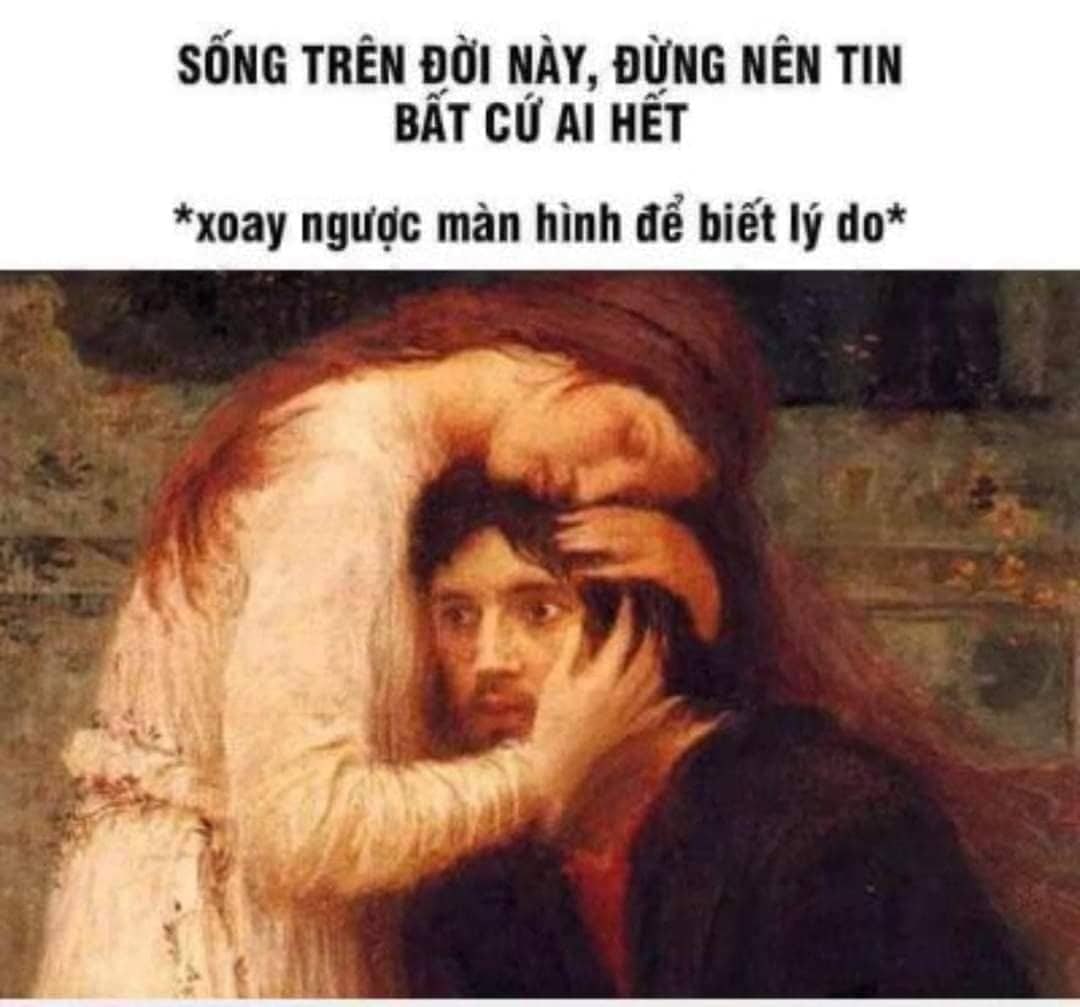 SỐNG TRÊN ĐỜI NÀY, ĐỪNG NÊN TIN
BẤT CỨ AI HẾT
*xoay ngược màn hình để biết lý do*